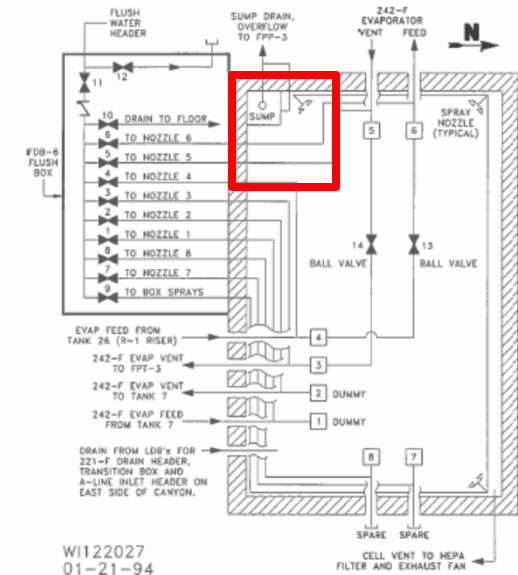 FLUSH
WATER
HEADER
SUMP DRAIN,
OVERFLOW
TO FPP-3
242-F
EVAPORATOR
VENT FEED
N
12
11
SUMP
SPRAY
NOZZLE
(TYPICAL)
10 DRAIN TO FLOOR
6 TO NOZZLE 6
5 TO NOZZLE 5
4 TO NOZZLE 4
3 TO NOZZLE 3
2 TO NOZZLE 2
1 TO NOZZLE 1
8 TO NOZZLE 8
7 TO NOZZLE 7
9 TO BOX SPRAYS
FDB-6
FLUSH
BOX
5 6
14 13
BALL VALVE BALL VALVE
EVAP FEED FROM
TANK 26 (R-1 RISER)
4
242-F EVAP VENT
TO FPT-3
3
242-F EVAP VENT
TO TANK 7
2 DUMMY
242-F EVAP FEED
FROM TANK 7
1 DUMMY
DRAIN FROM LDB's FOR
221-F DRAIN HEADER,
TRANSITION BOX AND
A-LINE INLET HEADER ON
EAST SIDE OF CANYON.
8 7
SPARE SPARE
CELL VENT TO HEPA
FILTER AND EXHAUST FAN
WI122027
01-21-94